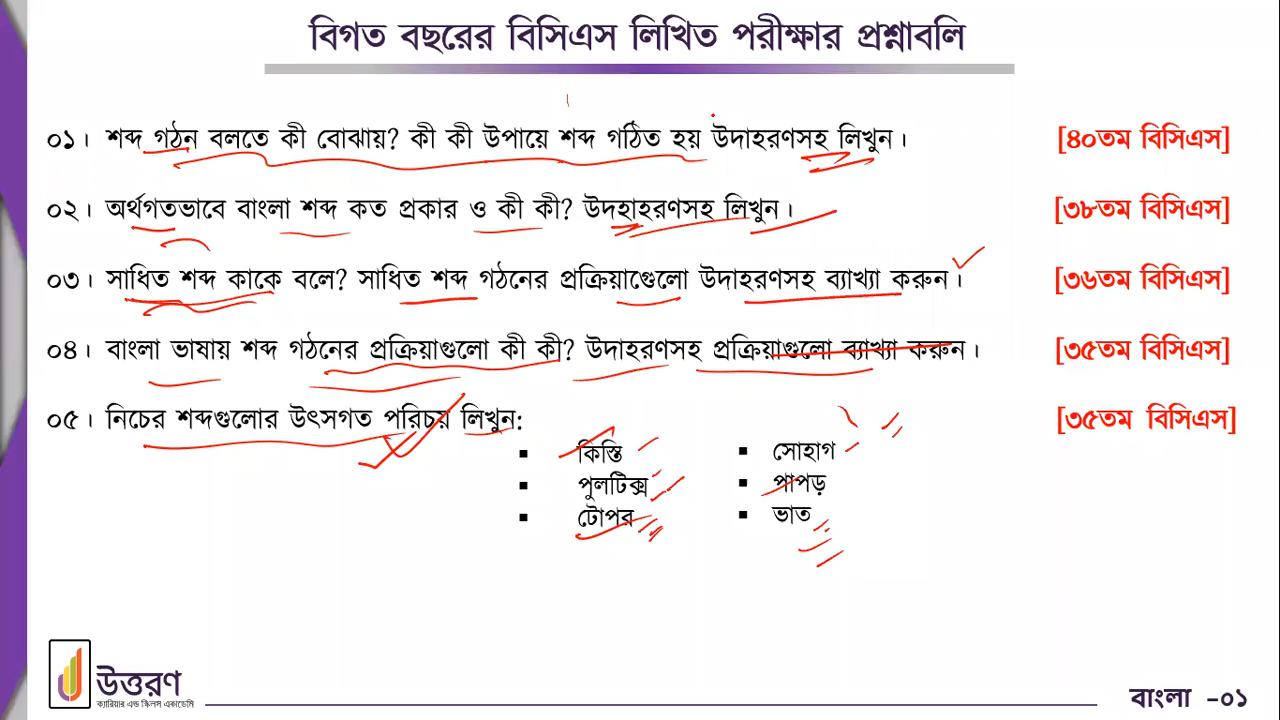 বিগত বছরের বিসিএস লিখিত পরীক্ষার প্রশ্নাবলি
০১। শব্দ গঠন বলতে কী বোঝায়? কী কী উপায়ে শব্দ গঠিত হয় উদাহরণসহ লিখুন। [৪০তম বিসিএস]
০২। অর্থগতভাবে বাংলা শব্দ কত প্রকার ও কী কী? উদহাহরণসহ লিখুন। [৩৮তম বিসিএস]
০৩। সাধিত শব্দ কাকে বলে? সাধিত শব্দ গঠনের প্রক্রিয়াগুেলো উদাহরণসহ ব্যাখ্যা করুন। [৩৬তম বিসিএস]
০৪। বাংলা ভাষায় শব্দ গঠনের প্রক্রিয়াগুলো কী কী? উদাহরণসহ প্রক্রিয়াগুলো ব্যাখ্যা করুন। [৩৫তম বিসিএস]
০৫। নিচের শব্দগুলোর উৎসগত পরিচয় লিখুন: [৩৫তম বিসিএস]
▪ কিস্তি ▪ সোহাগ
▪ পুলটিক্স ▪ পাপড়
▪ টোপর ▪ ভাত
উত্তরণ
ক্যারিয়ার এন্ড স্কিলস একাডেমি
বাংলা -০১